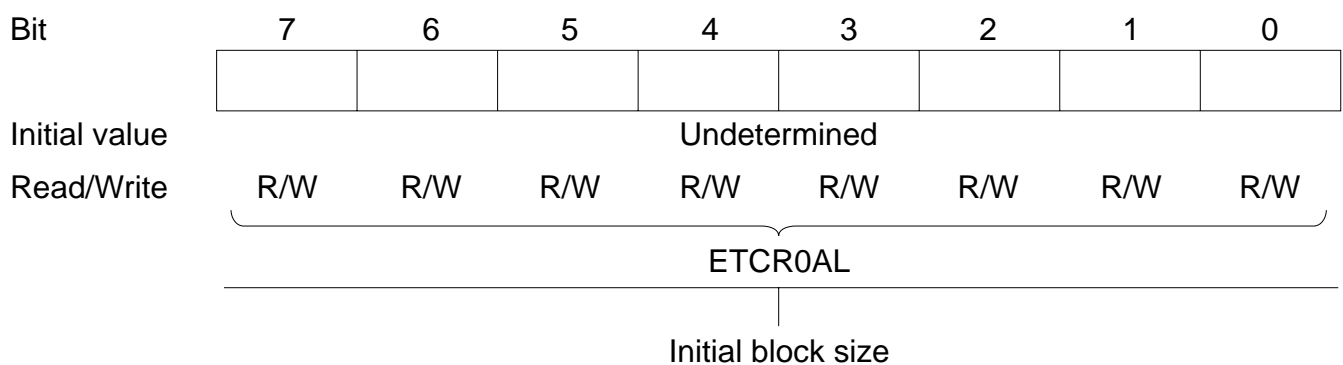 Bit 7 6 5 4 3 2 1 0
Initial value Undetermined
Read/Write R/W R/W R/W R/W R/W R/W R/W R/W
ETCR0AL
Initial block size